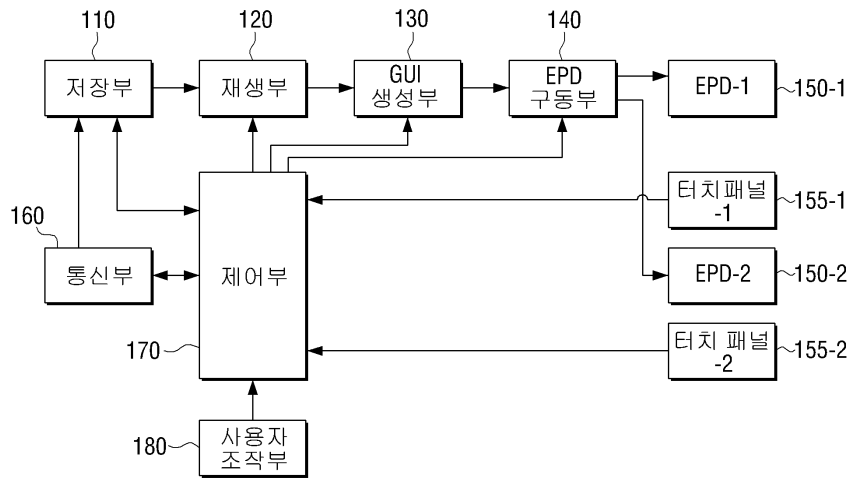 110
120
130
140
저장부
재생부
GUI
생성부
EPD
구동부
EPD-1
150-1
터치패널
-1
155-1
160
통신부
제어부
EPD-2
150-2
170
터치 패널
-2
155-2
180
사용자
조작부